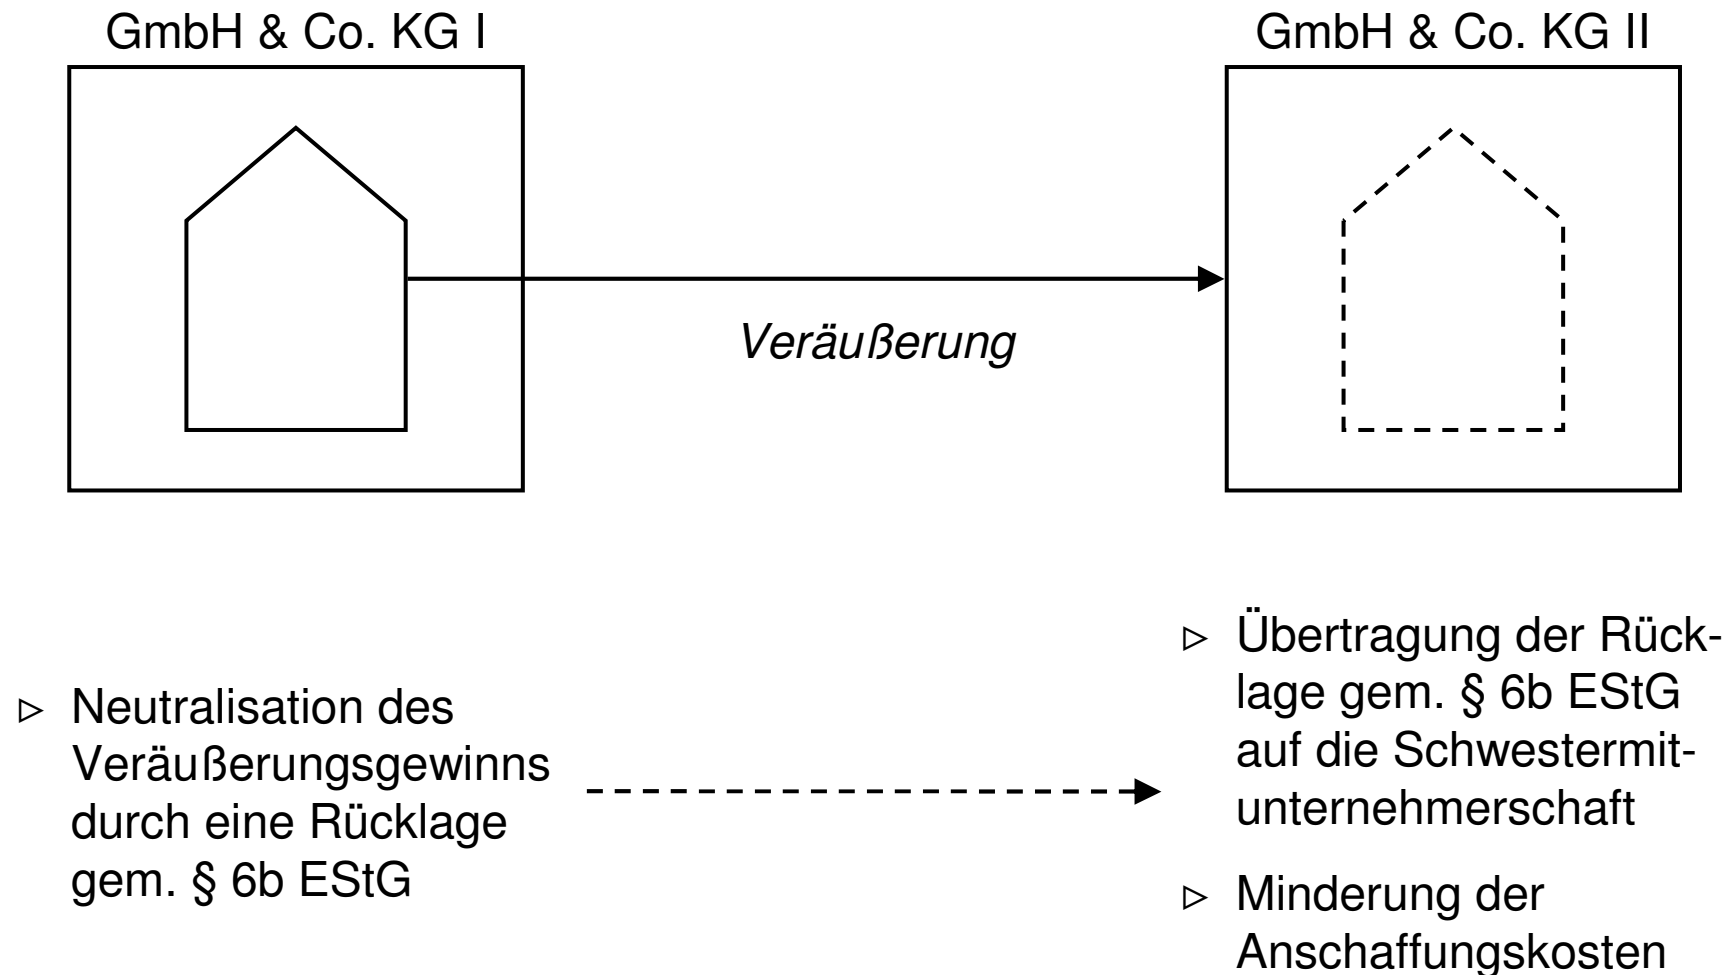 GmbH & Co. KG I
GmbH & Co. KG II
Veräußerung
▷ Neutralisation des
Veräußerungsgewinns
durch eine Rücklage
gem. § 6b EStG
▷ Übertragung der Rück-
lage gem. § 6b EStG
auf die Schwestermit-
unternehmerschaft
▷ Minderung der
Anschaffungskosten